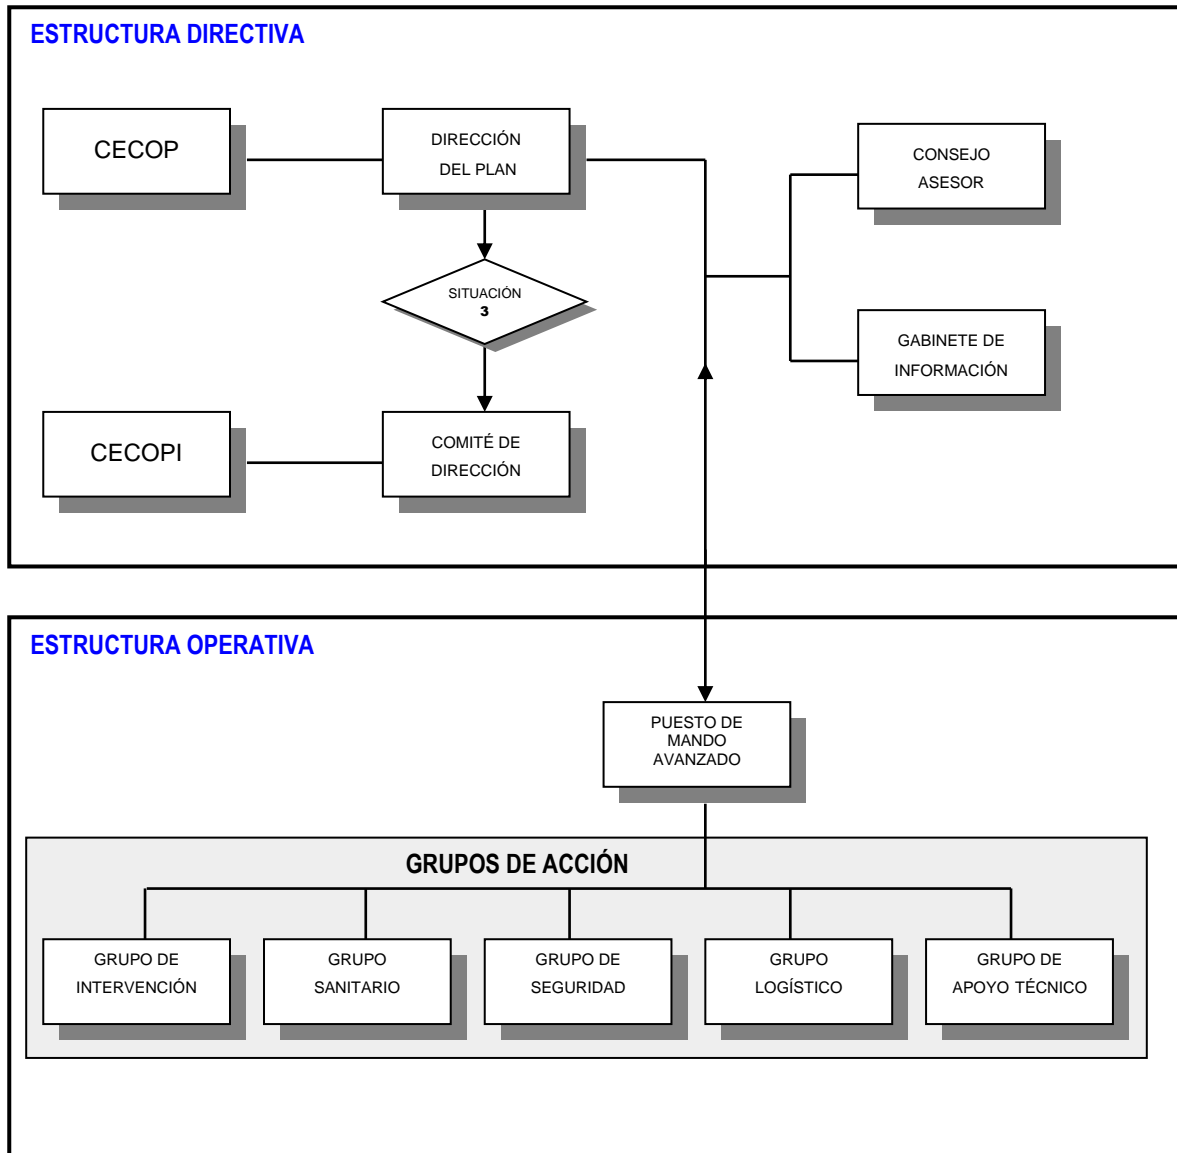 ESTRUCTURA DIRECTIVA
CECOP
DIRECCIÓN
DEL PLAN
CONSEJO
ASESOR
SITUACIÓN
3
GABINETE DE
INFORMACIÓN
CECOPI
COMITÉ DE
DIRECCIÓN
ESTRUCTURA OPERATIVA
PUESTO DE
MANDO
AVANZADO
GRUPOS DE ACCIÓN
GRUPO DE
INTERVENCIÓN
GRUPO
SANITARIO
GRUPO DE
SEGURIDAD
GRUPO
LOGÍSTICO
GRUPO DE
APOYO TÉCNICO